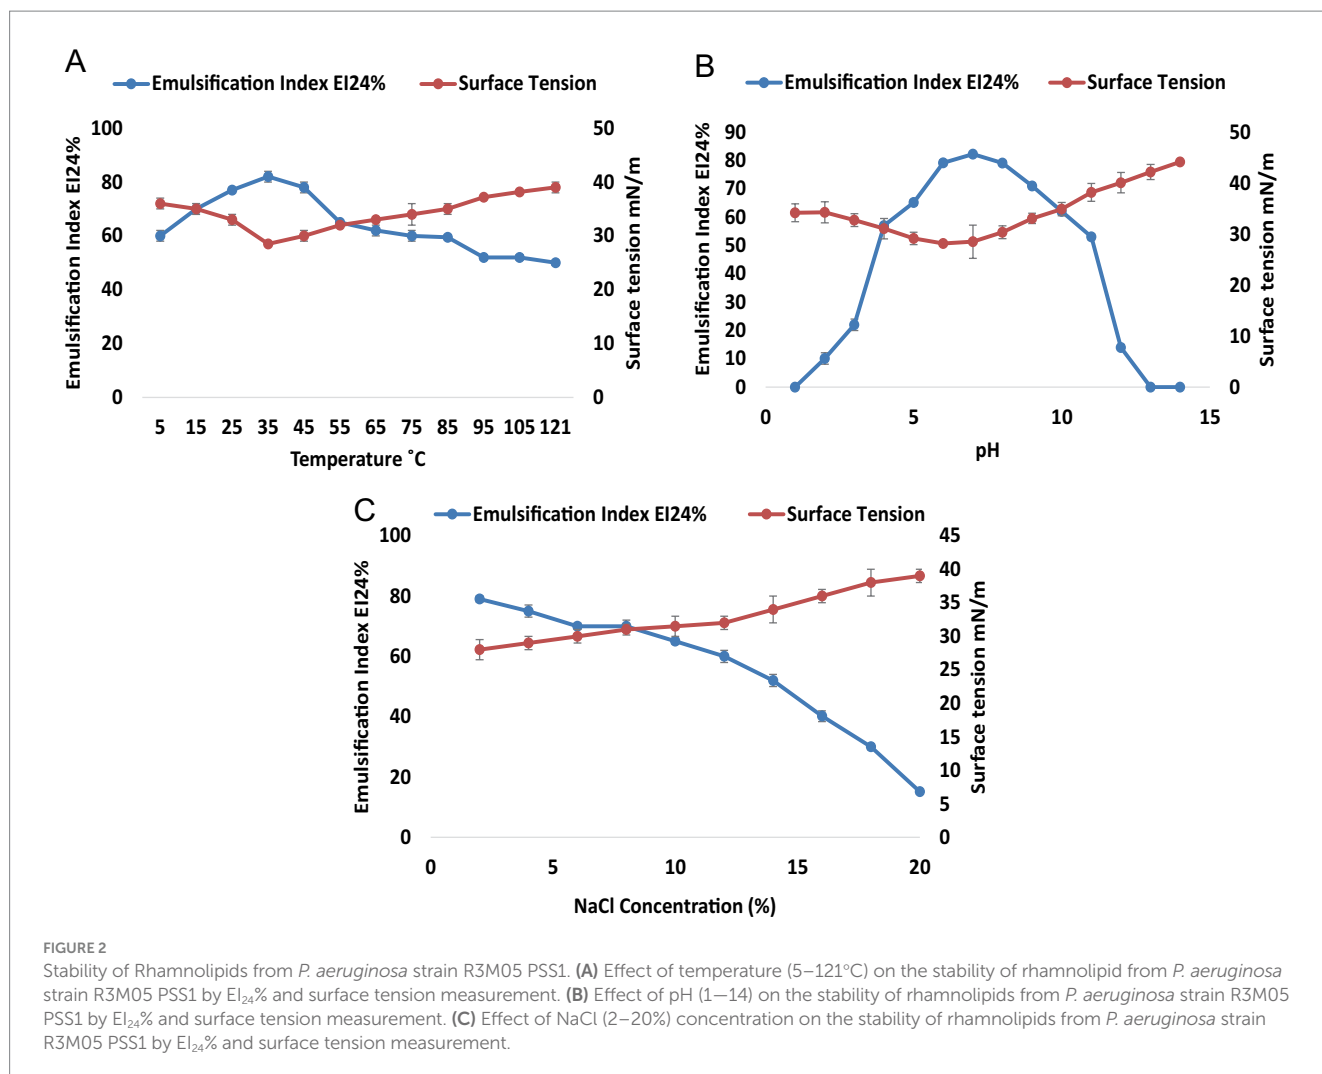 A
Emulsification Index EI24%
Surface Tension
Emulsification Index EI24%
100
80
60
40
20
0
50
40
30
20
10
0
Surface tension mN/m
5 15 25 35 45 55 65 75 85 95 105 121
Temperature ˚C
B
Emulsification Index EI24%
Surface Tension
Emulsification Index EI24%
90
80
70
60
50
40
30
20
10
0
50
40
30
20
10
0
Surface tension mN/m
0 5 10 15
pH
C
Emulsification Index EI24%
Surface Tension
Emulsification Index EI24%
100
80
60
40
20
0
45
40
35
30
25
20
15
10
5
0
Surface tension mN/m
0 5 10 15 20
NaCl Concentration (%)
FIGURE 2
Stability of Rhamnolipids from P. aeruginosa strain R3M05 PSS1. (A) Effect of temperature (5–121°C) on the stability of rhamnolipid from P. aeruginosa
strain R3M05 PSS1 by EI₂₄% and surface tension measurement. (B) Effect of pH (1—14) on the stability of rhamnolipids from P. aeruginosa strain R3M05
PSS1 by EI₂₄% and surface tension measurement. (C) Effect of NaCl (2–20%) concentration on the stability of rhamnolipids from P. aeruginosa strain
R3M05 PSS1 by EI₂₄% and surface tension measurement.